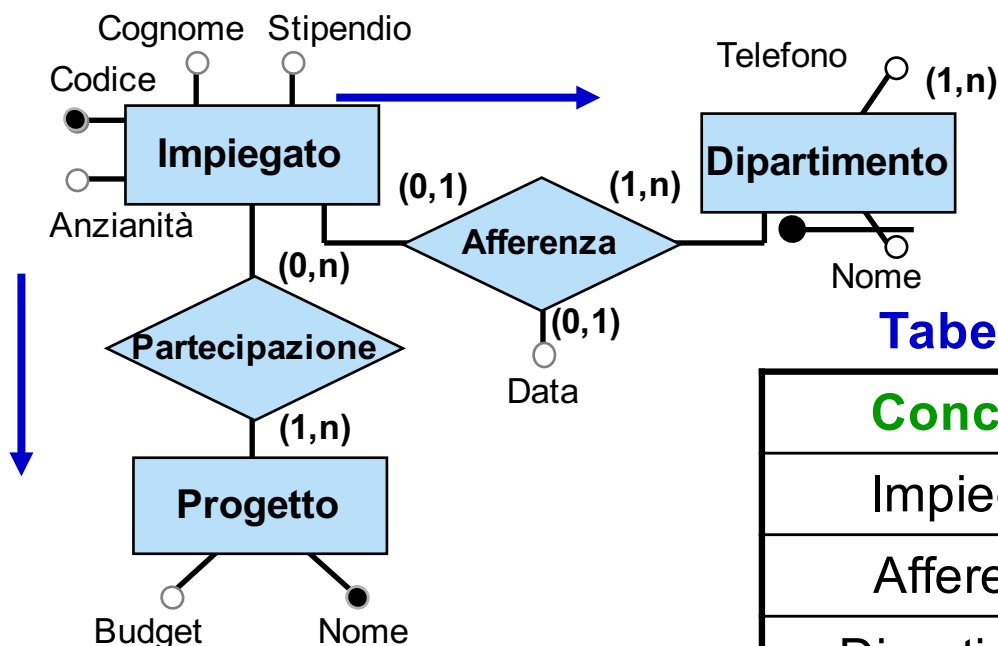 Cognome Stipendio
Codice
Telefono
(1,n)
Impiegato
Dipartimento
(0,1)
(1,n)
Anzianità
Afferenza
(0,n)
Nome
(0,1)
Partecipazione
Data
Tabe
(1,n)
Conc
Progetto
Impie
Affere
Budget
Nome